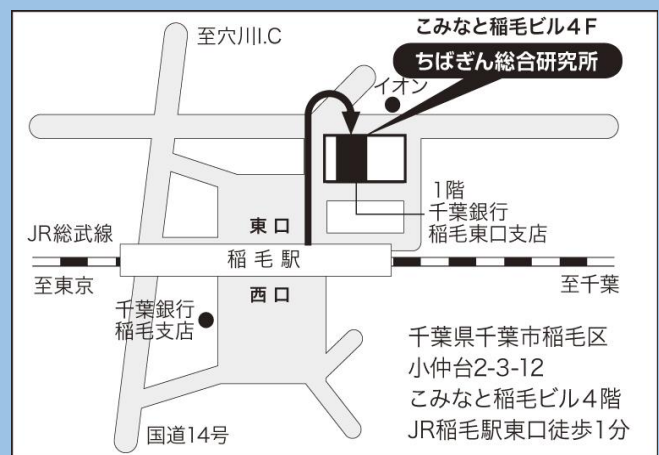 こみなと稲毛ビル4F
ちばぎん総合研究所
至穴川I.C
イオン
1階
千葉銀行
稲毛東口支店
東口
JR総武線
稲毛駅
至東京
至千葉
西口
千葉銀行
稲毛支店
国道14号
千葉県千葉市稲毛区
小仲台2-3-12
こみなと稲毛ビル4階
JR稲毛駅東口徒歩1分